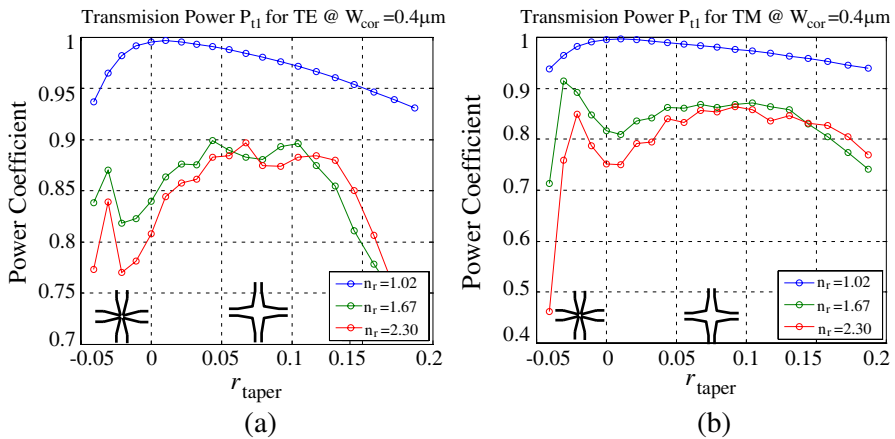 Transmision Power P_t1 for TE @ W_cor=0.4μm
1
0.95
0.9
0.85
0.8
0.75
0.7
Power Coefficient
n_r=1.02
n_r=1.67
n_r=2.30
-0.05 0 0.05 0.1 0.15 0.2
r_taper
(a)
Transmission Power P_t1 for TM @ W_cor=0.4μm
1
0.9
0.8
0.7
0.6
0.5
0.4
Power Coefficient
n_r=1.02
n_r=1.67
n_r=2.30
-0.05 0 0.05 0.1 0.15 0.2
r_taper
(b)